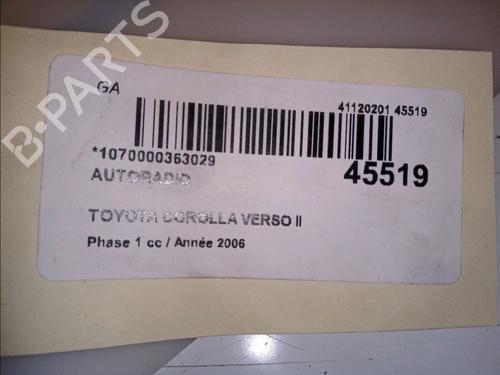 B-PARTS
GA
41120201 45519
*1070000363029
AUTORADIO
45519
TOYOTA COROLLA VERSO II
Phase 1 cc / Année 2006